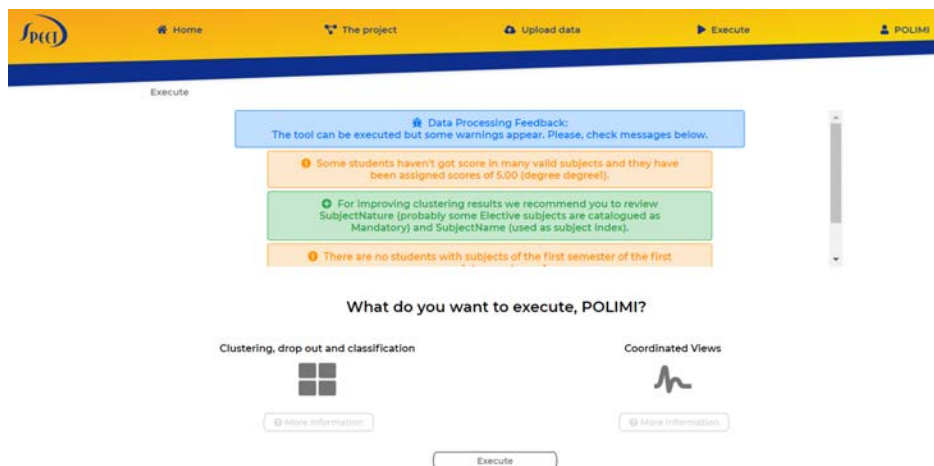 SPEET
Home
The project
Upload data
Execute
POLIMI
Execute
Data Processing Feedback:
The tool can be executed but some warnings appear. Please, check messages below.
Some students haven't got score in many valid subjects and they have
been assigned scores of 5.00 (degree degree1).
For improving clustering results we recommend you to review
SubjectNature (probably some Elective subjects are catalogued as
Mandatory) and SubjectName (used as subject index).
There are no students with subjects of the first semester of the first
What do you want to execute, POLIMI?
Clustering, drop out and classification
Coordinated Views
More Information
More Information
Execute